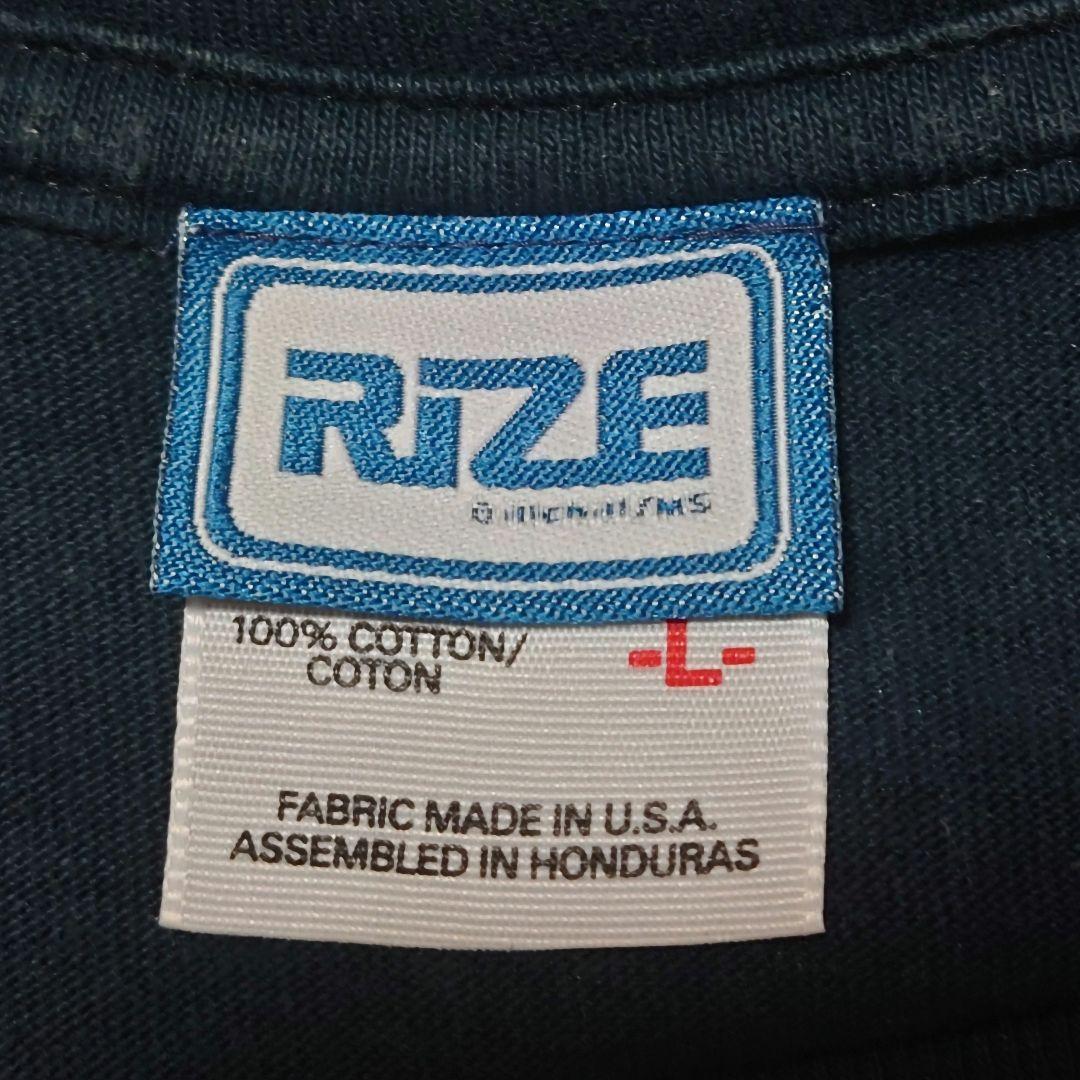 RIZE
100% COTTON/
COTON
-L-
FABRIC MADE IN U.S.A.
ASSEMBLED IN HONDURAS